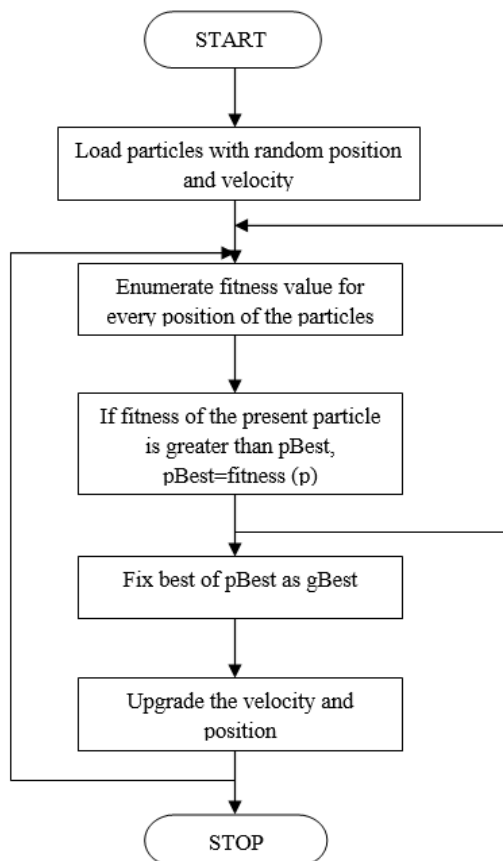 START
Load particles with random position
and velocity
Enumerate fitness value for
every position of the particles
If fitness of the present particle
is greater than pBest,
pBest=fitness (p)
Fix best of pBest as gBest
Upgrade the velocity and
position
STOP